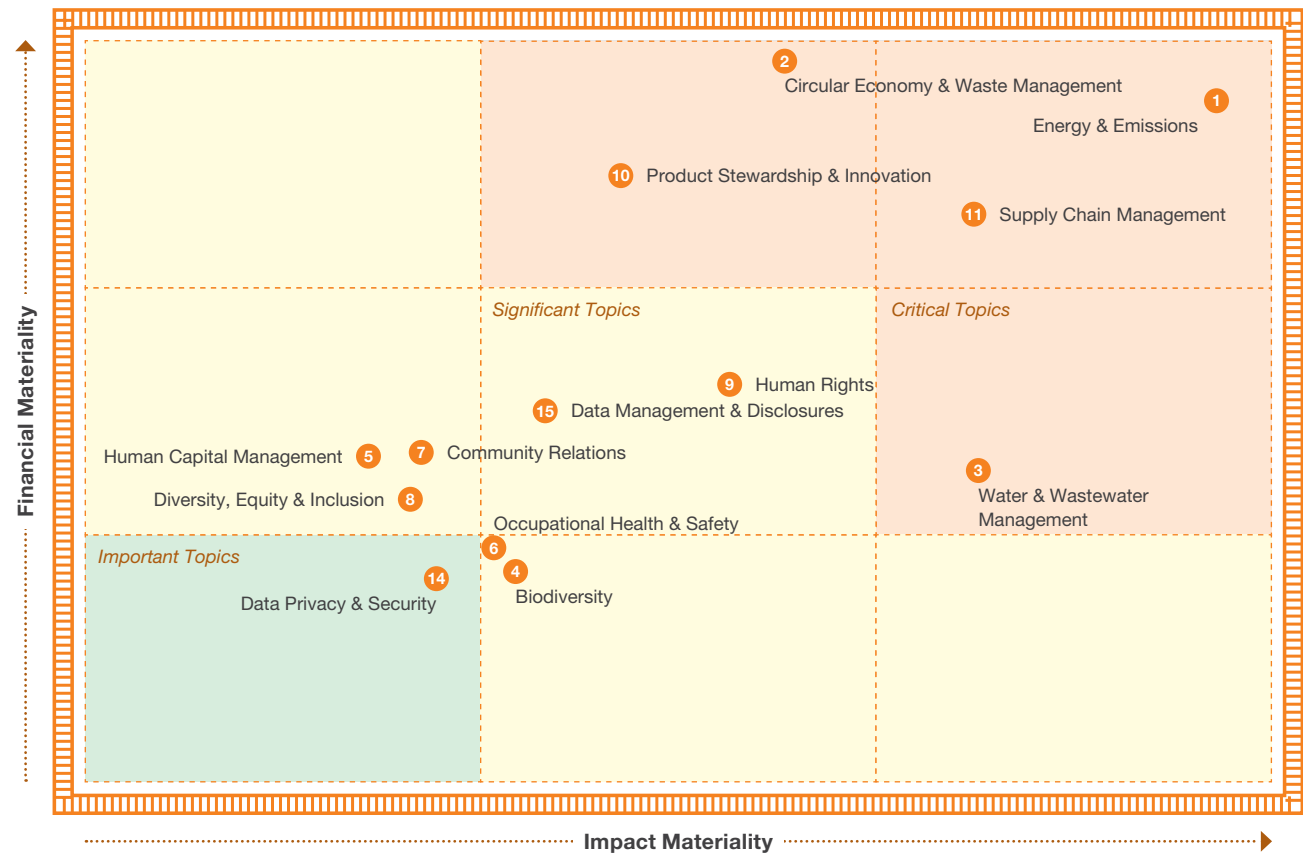 Financial Materiality
2
Circular Economy & Waste Management
1
Energy & Emissions
10 Product Stewardship & Innovation
11 Supply Chain Management
Significant Topics
Critical Topics
9 Human Rights
15 Data Management & Disclosures
Human Capital Management 5
7 Community Relations
3
Water & Wastewater
Management
Diversity, Equity & Inclusion 8
Occupational Health & Safety
6
Important Topics
4
Biodiversity
14
Data Privacy & Security
Impact Materiality